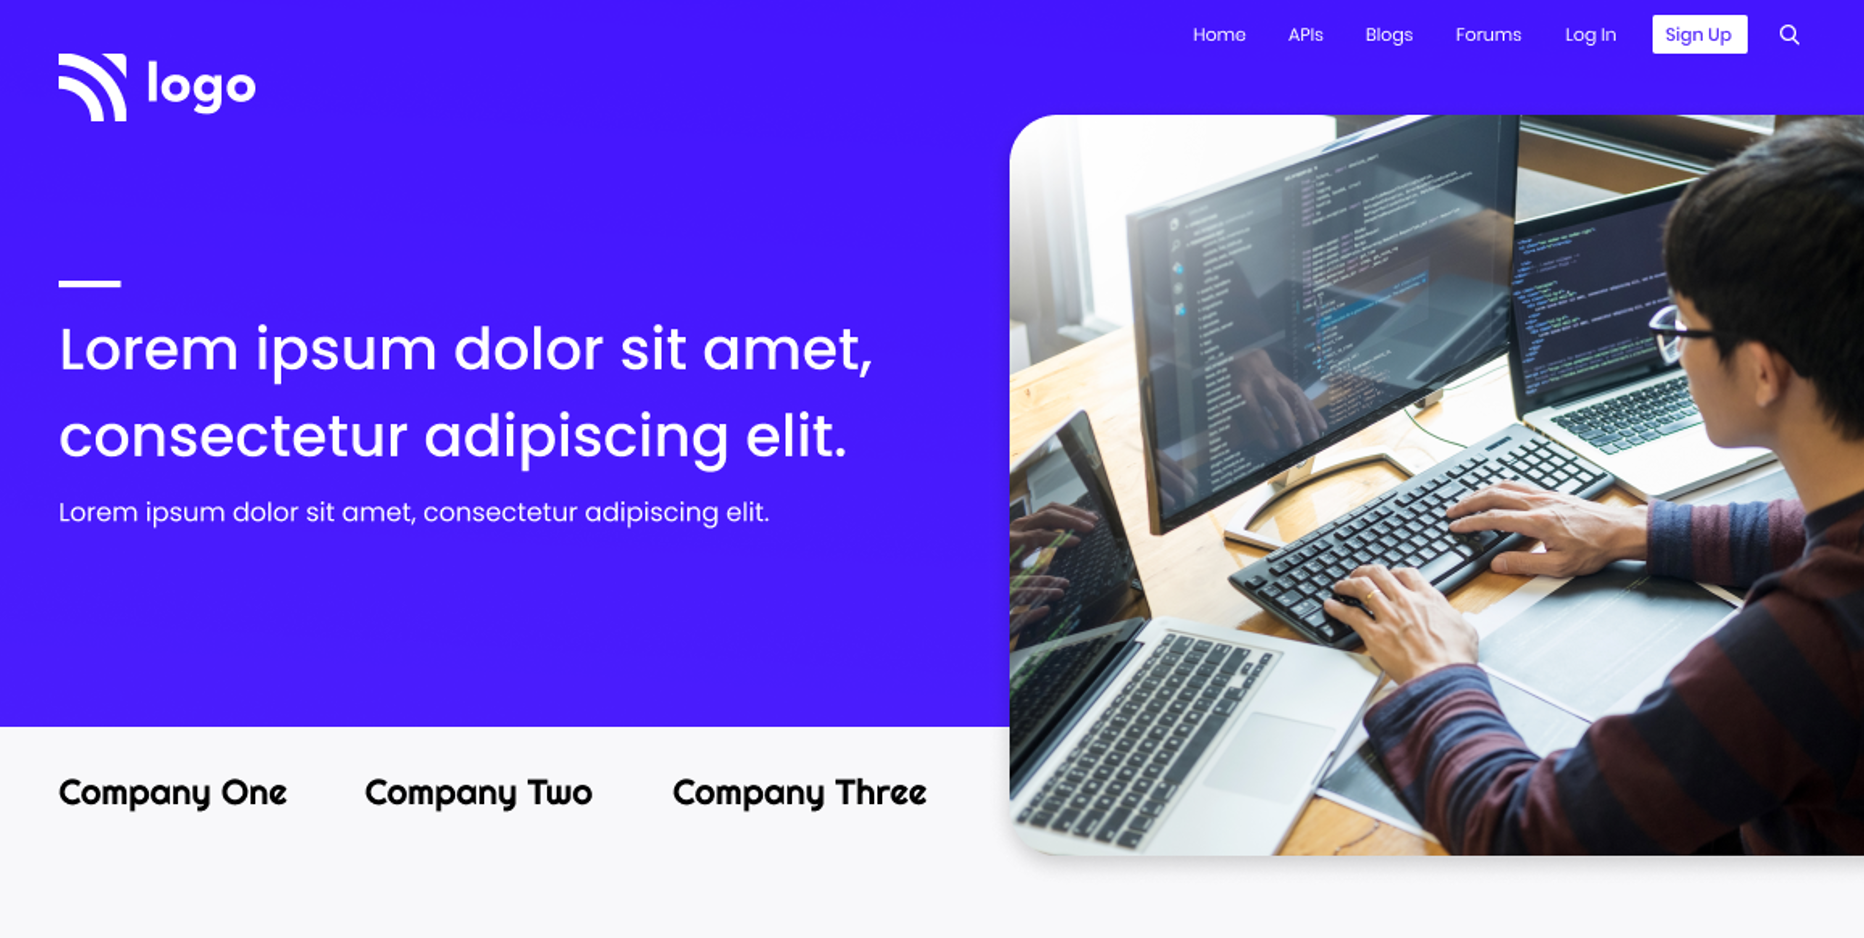 Home APIs Blogs Forums Log In Sign Up
logo
Lorem ipsum dolor sit amet,
consectetur adipiscing elit.
Lorem ipsum dolor sit amet, consectetur adipiscing elit.
Company One Company Two Company Three